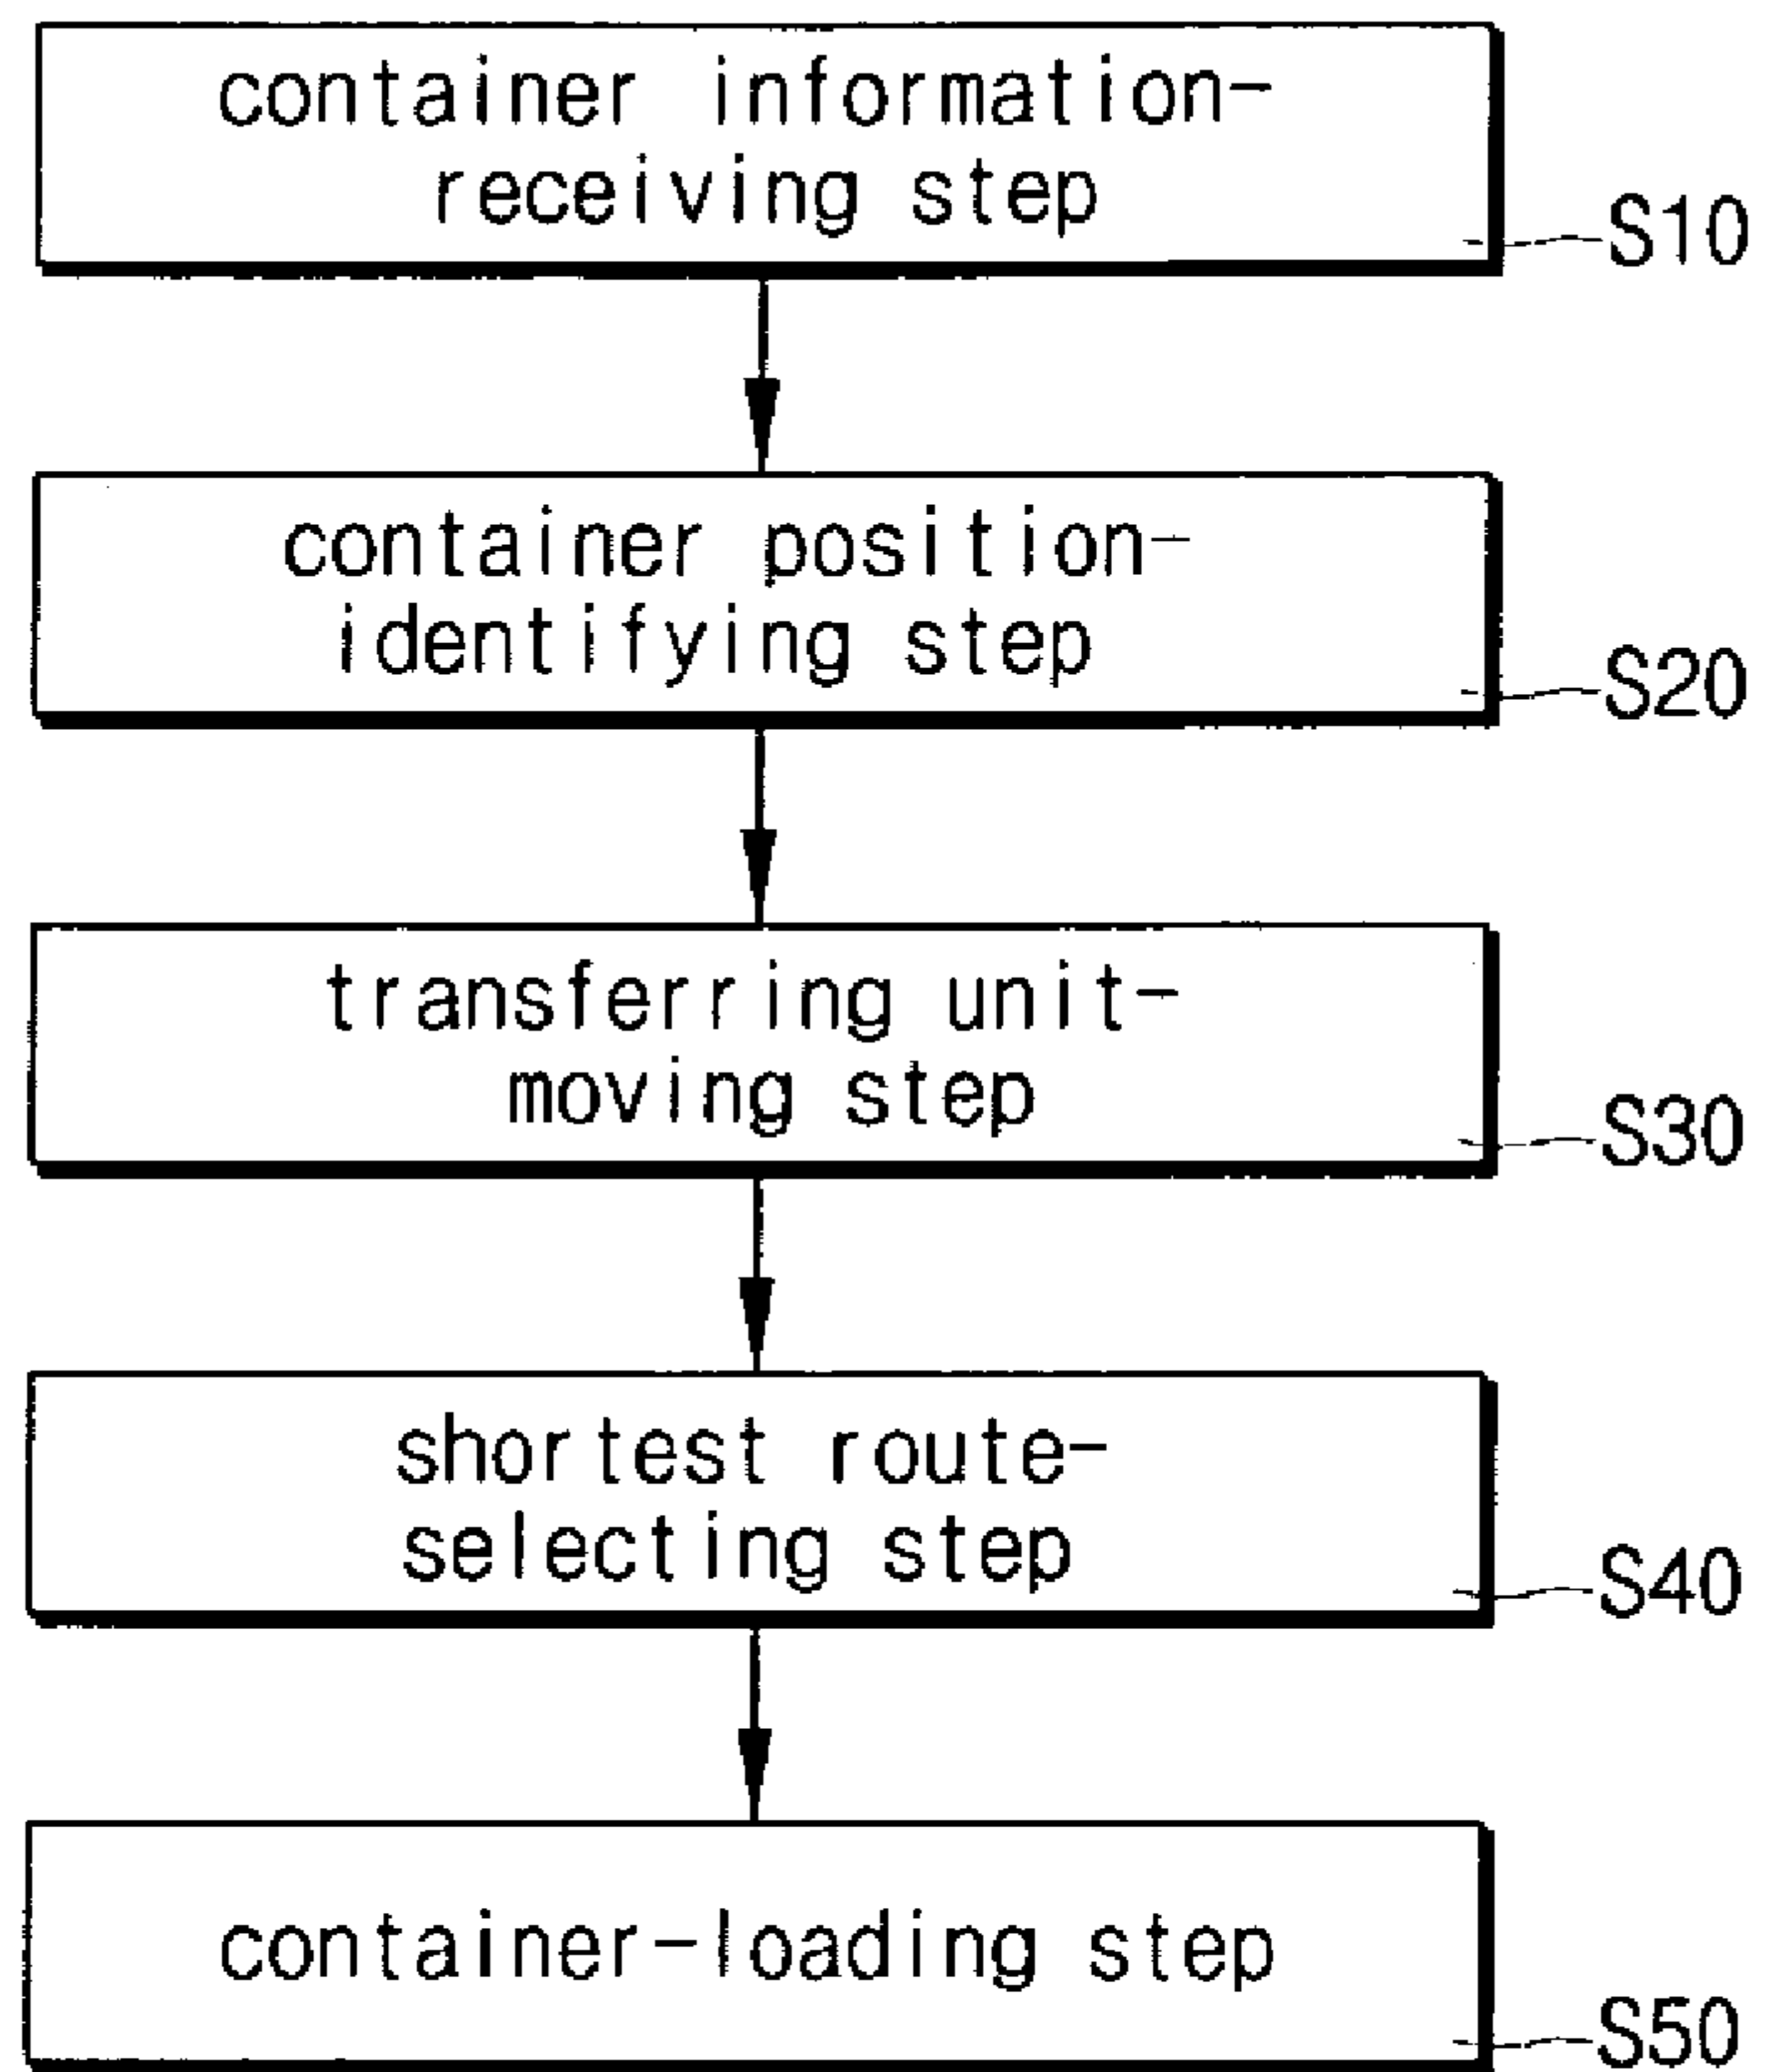 container information-
receiving step
S10
container position-
identifying step
S20
transferring unit-
moving step
S30
shortest route-
selecting step
S40
container-loading step
S50